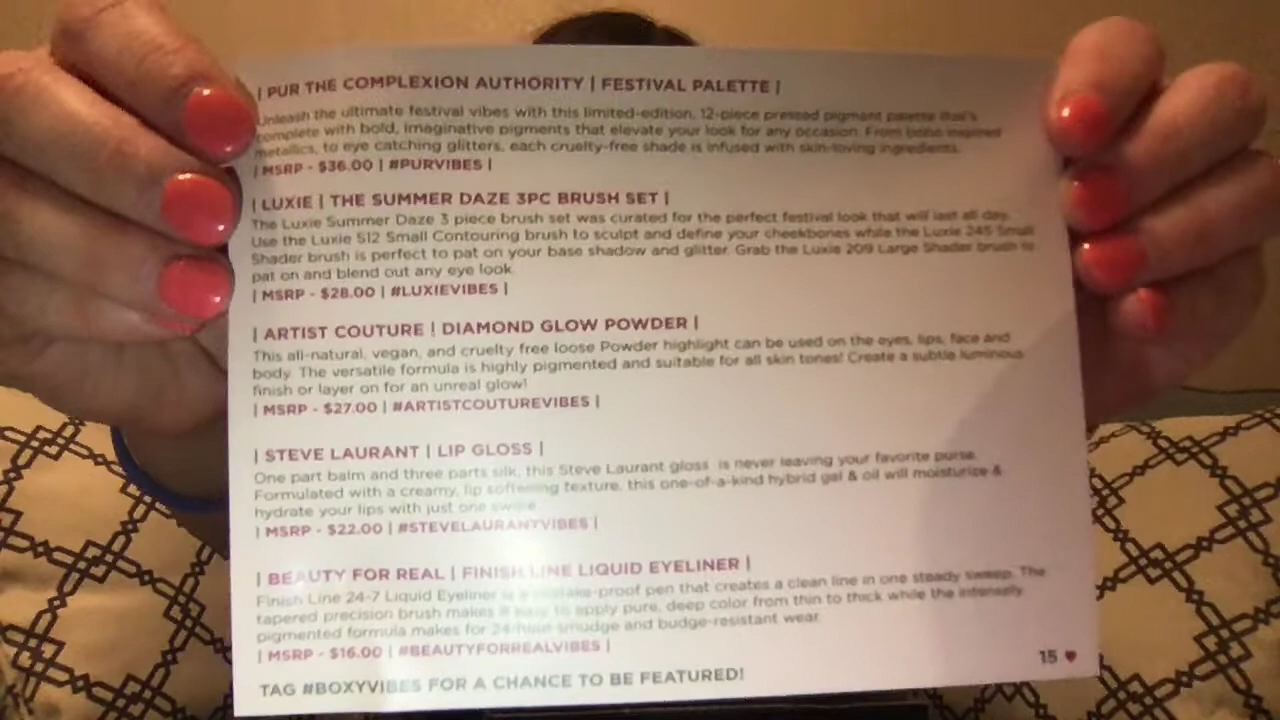 | PUR THE COMPLEXION AUTHORITY | FESTIVAL PALETTE |
Unleash the ultimate festival vibes with this limited-edition, 12-piece pressed pigment palette that's
complete with bold, imaginative pigments that elevate your look for any occasion. From boho inspired
metallics, to eye catching glitters, each cruelty-free shade is infused with skin-loving ingredients.
| MSRP - $36.00 | #PURVIBES |
| LUXIE | THE SUMMER DAZE 3PC BRUSH SET |
The Luxie Summer Daze 3 piece brush set was curated for the perfect festival look that will last all day.
Use the Luxie 512 Small Contouring brush to sculpt and define your cheekbones while the Luxie 245 Small
Shader brush is perfect to pat on your base shadow and glitter. Grab the Luxie 209 Large Shader brush to
pat on and blend out any eye look.
| MSRP - $28.00 | #LUXIEVIBES |
| ARTIST COUTURE | DIAMOND GLOW POWDER |
This all-natural, vegan, and cruelty free loose Powder highlight can be used on the eyes, lips, face and
body. The versatile formula is highly pigmented and suitable for all skin tones! Create a subtle luminous
finish or layer on for an unreal glow!
| MSRP - $27.00 | #ARTISTCOUTUREVIBES |
| STEVE LAURANT | LIP GLOSS |
One part balm and three parts silk, this Steve Laurant gloss is never leaving your favorite purse.
Formulated with a creamy, lip softening texture, this one-of-a-kind hybrid gel & oil will moisturize &
hydrate your lips with just one swipe.
| MSRP - $22.00 | #STEVELAURANTVIBES |
| BEAUTY FOR REAL | FINISH LINE LIQUID EYELINER |
Finish Line 24-7 Liquid Eyeliner is a mistake-proof pen that creates a clean line in one steady sweep. The
tapered precision brush makes it easy to apply pure, deep color from thin to thick while the intensely
pigmented formula makes for 24-hour smudge and budge-resistant wear.
| MSRP - $16.00 | #BEAUTYFORREALVIBES |
TAG #BOXYVIBES FOR A CHANCE TO BE FEATURED!
15 ♥